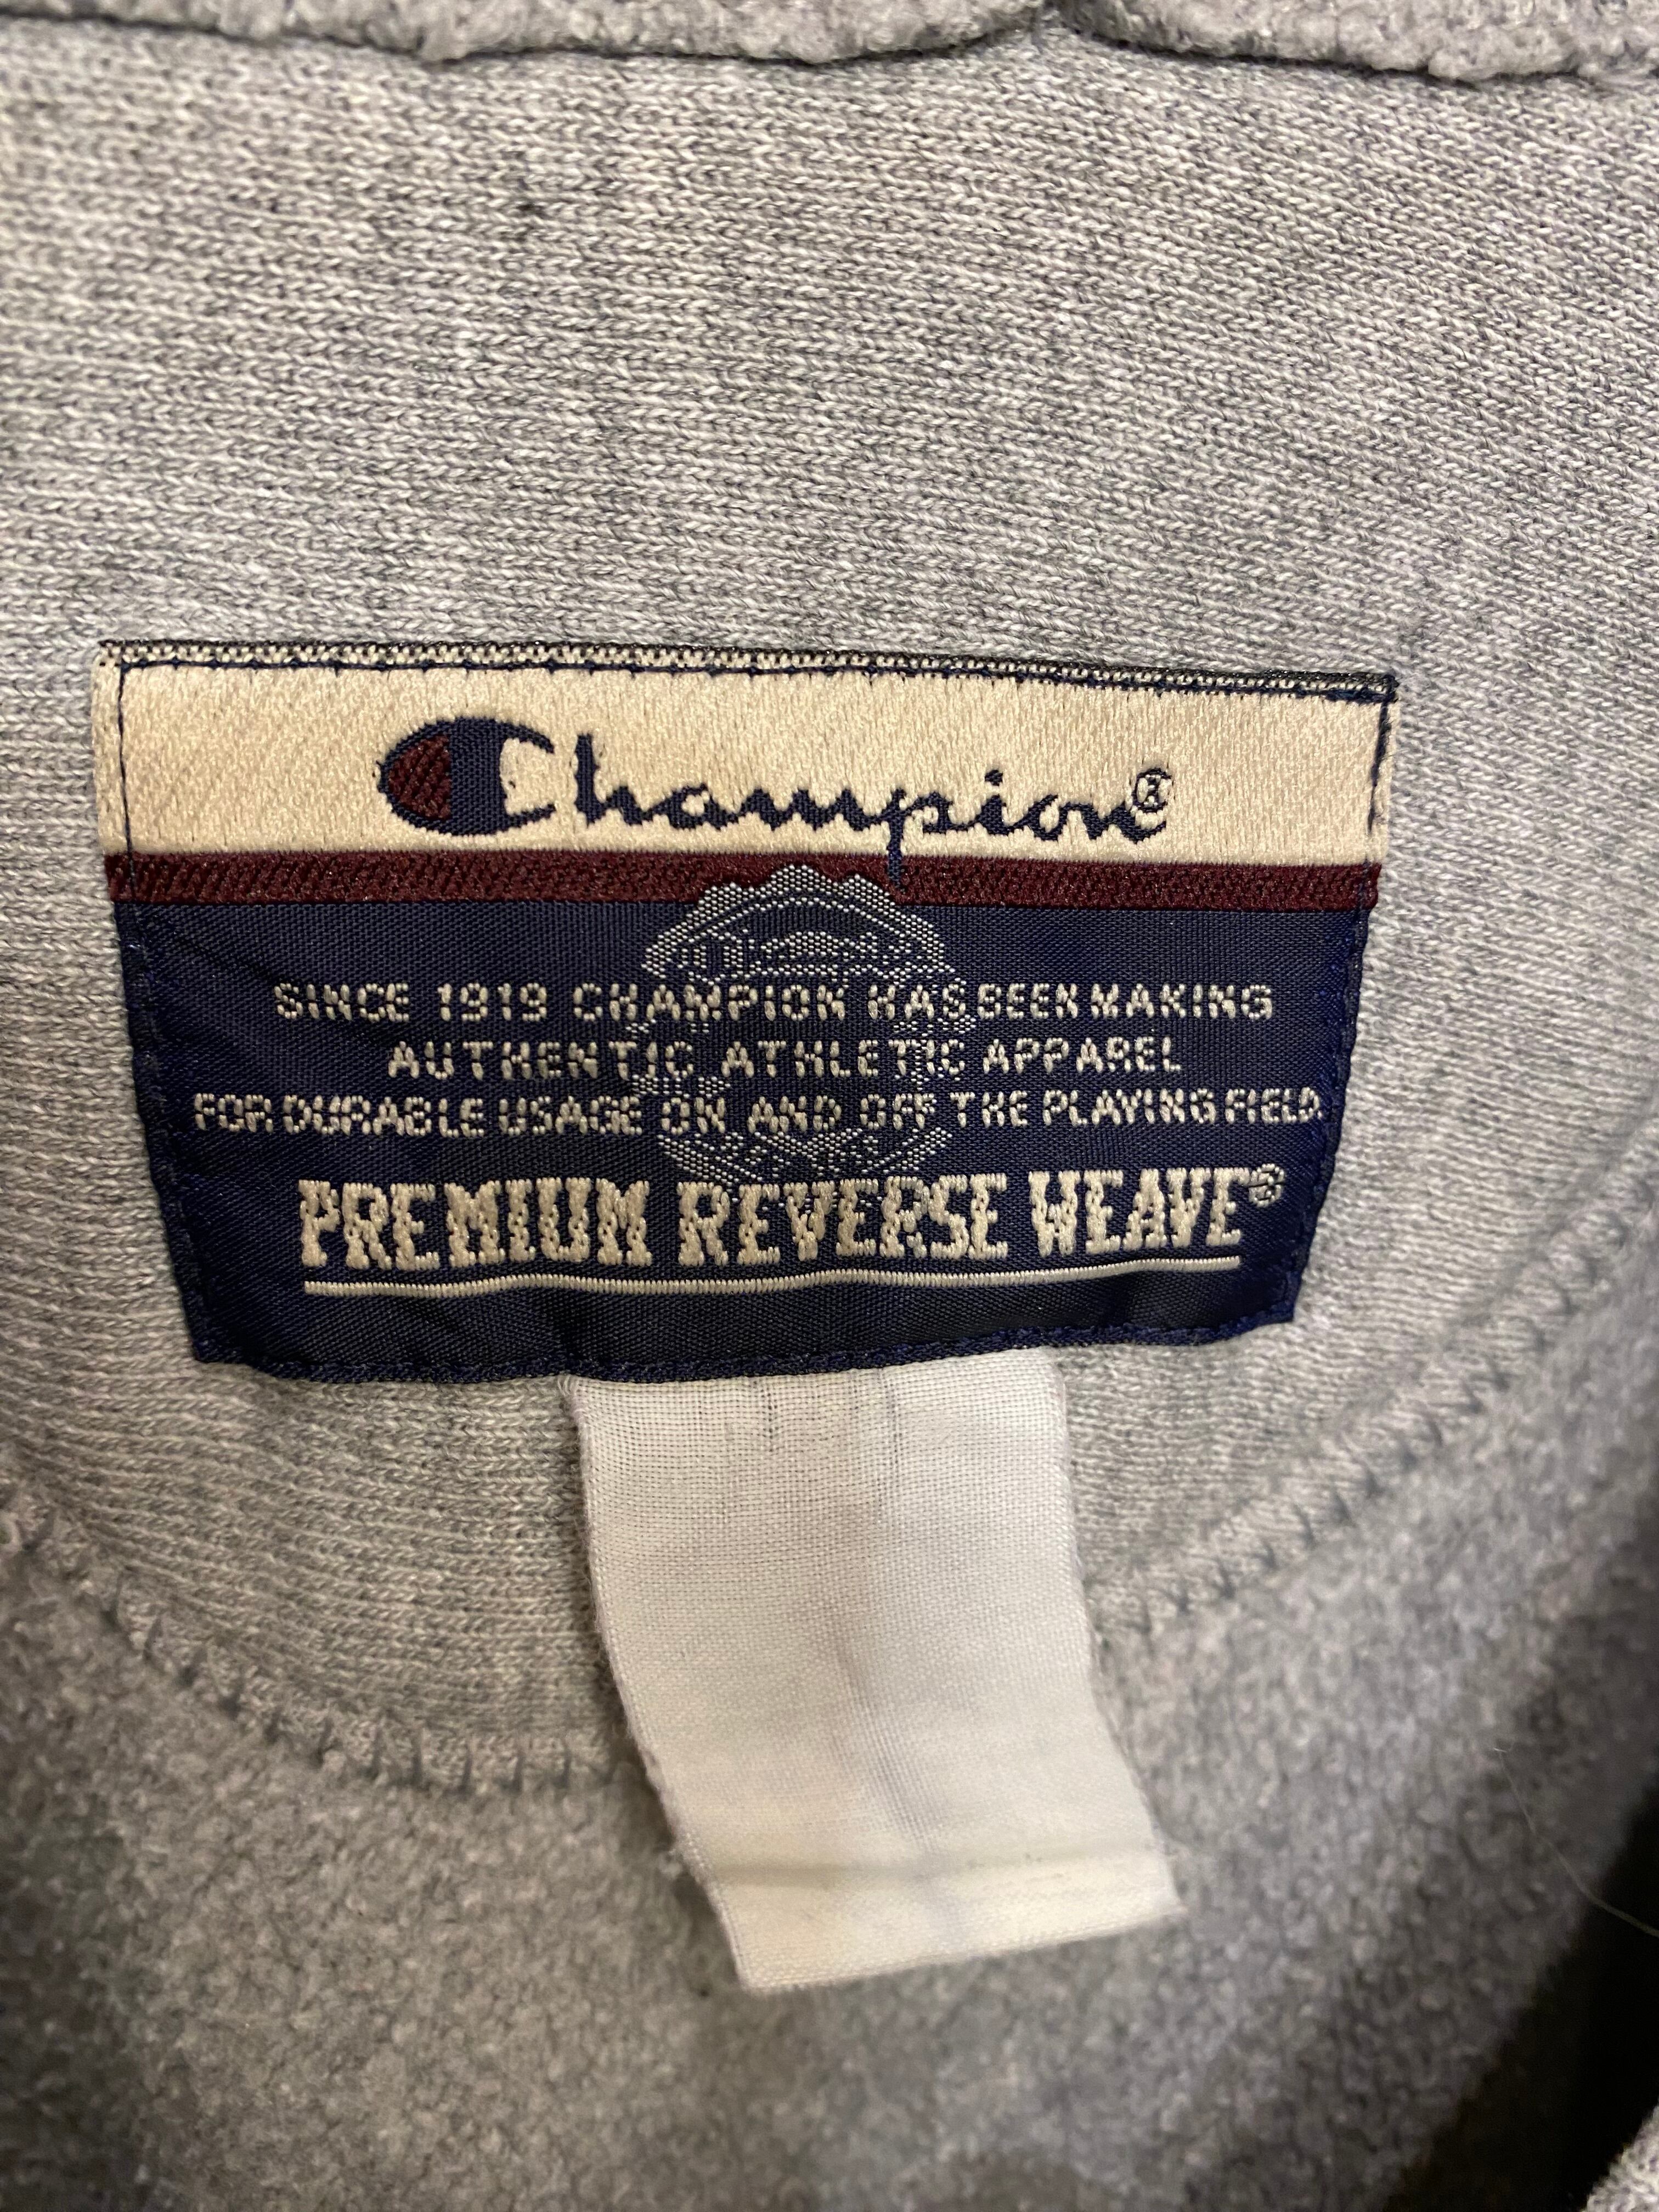 Champion®
SINCE 1919 CHAMPION HAS BEEN MAKING
AUTHENTIC ATHLETIC APPAREL
FOR DURABLE USAGE ON AND OFF THE PLAYING FIELD.
PREMIUM REVERSE WEAVE®